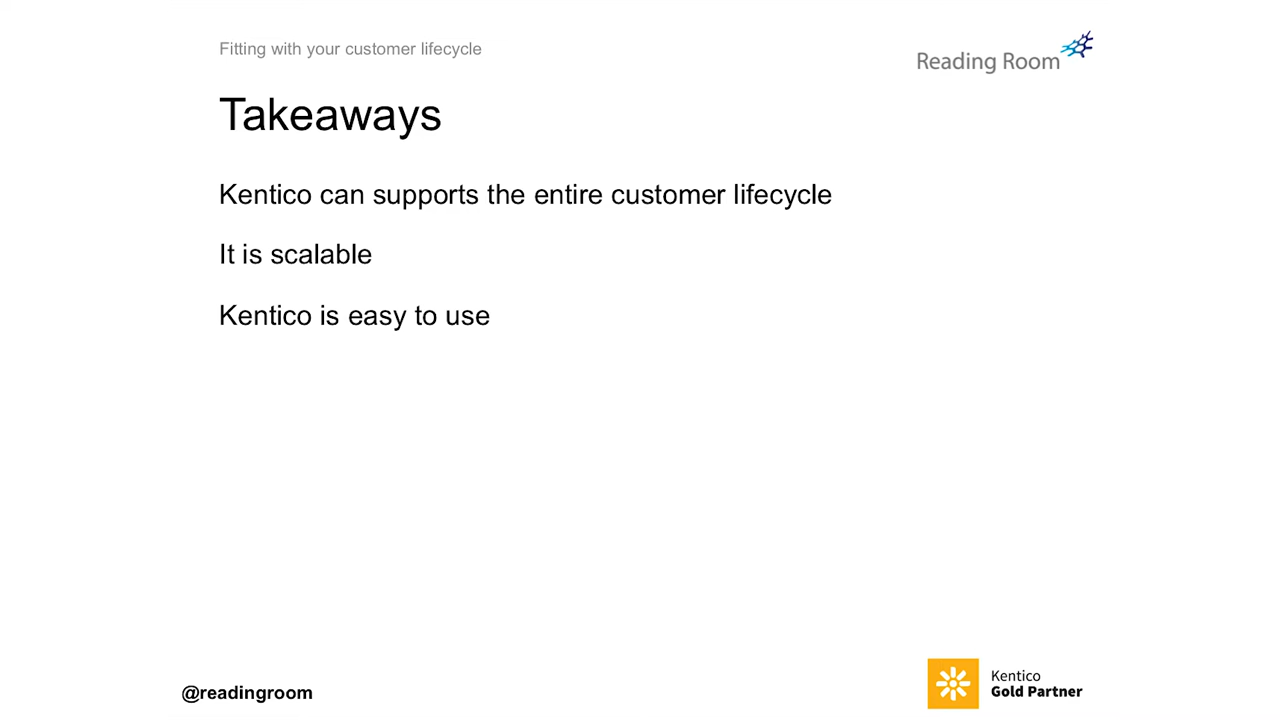 Fitting with your customer lifecycle
Reading Room
Takeaways
Kentico can supports the entire customer lifecycle
It is scalable
Kentico is easy to use
@readingroom
Kentico
Gold Partner